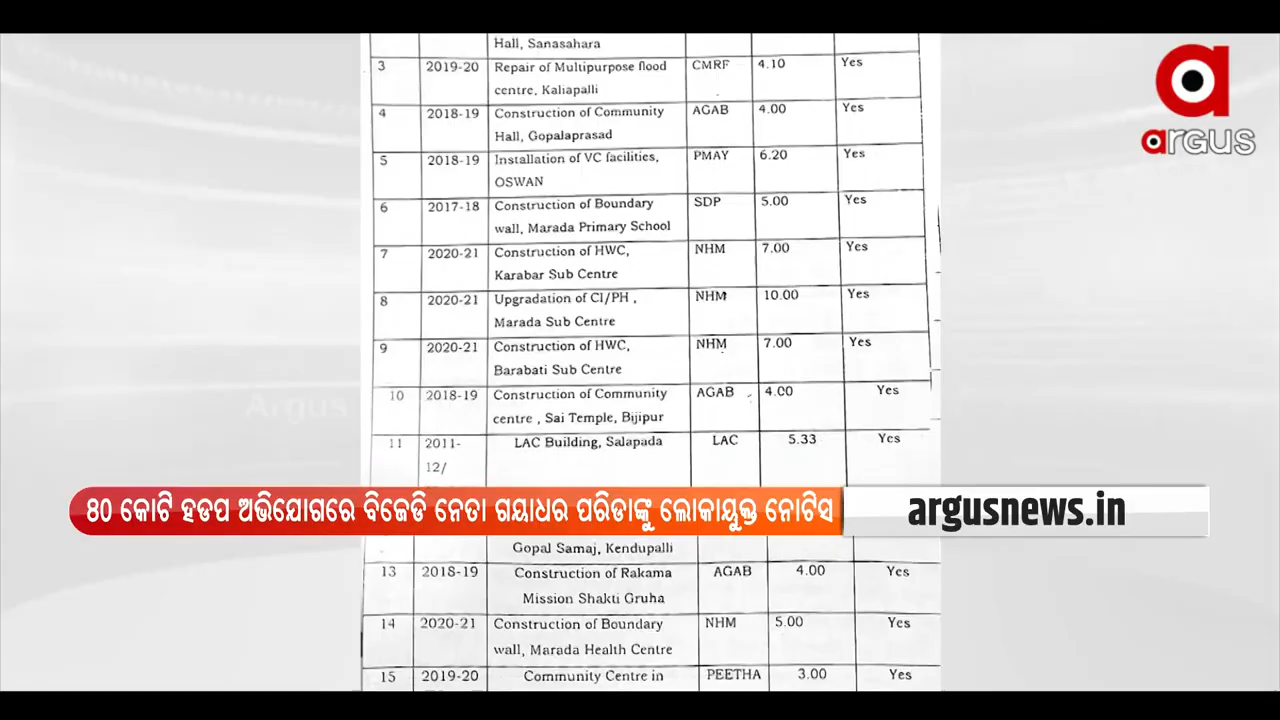 Hall, Sanasahara
3 2019-20 Repair of Multipurpose flood CMRF 4.10 Yes
centre, Kaliapalli
4 2018-19 Construction of Community AGAB 4.00 Yes
Hall, Gopalaprasad
5 2018-19 Installation of VC facilities, PMAY 6.20 Yes
OSWAN
6 2017-18 Construction of Boundary SDP 5.00 Yes
wall, Marada Primary School
7 2020-21 Construction of HWC, NHM 7.00 Yes
Karabar Sub Centre
8 2020-21 Upgradation of CI/PH , NHM 10.00 Yes
Marada Sub Centre
9 2020-21 Construction of HWC, NHM 7.00 Yes
Barabati Sub Centre
10 2018-19 Construction of Community AGAB 4.00 Yes
centre , Sai Temple, Bijipur
11 2011- LAC Building, Salapada LAC 5.33 Yes
12/
Gopal Samaj, Kendupalli
13 2018-19 Construction of Rakama AGAB 4.00 Yes
Mission Shakti Gruha
14 2020-21 Construction of Boundary NHM 5.00 Yes
wall, Marada Health Centre
15 2019-20 Community Centre in PEETHA 3.00 Yes
argus
Argus
୫୦ କୋଟି ହଡପ ଅଭିଯୋଗରେ ବିଜେଡି ନେତା ଗୟାଧର ପରିଡାଙ୍କୁ ଲୋକାୟୁକ୍ତ ନୋଟିସ
argusnews.in